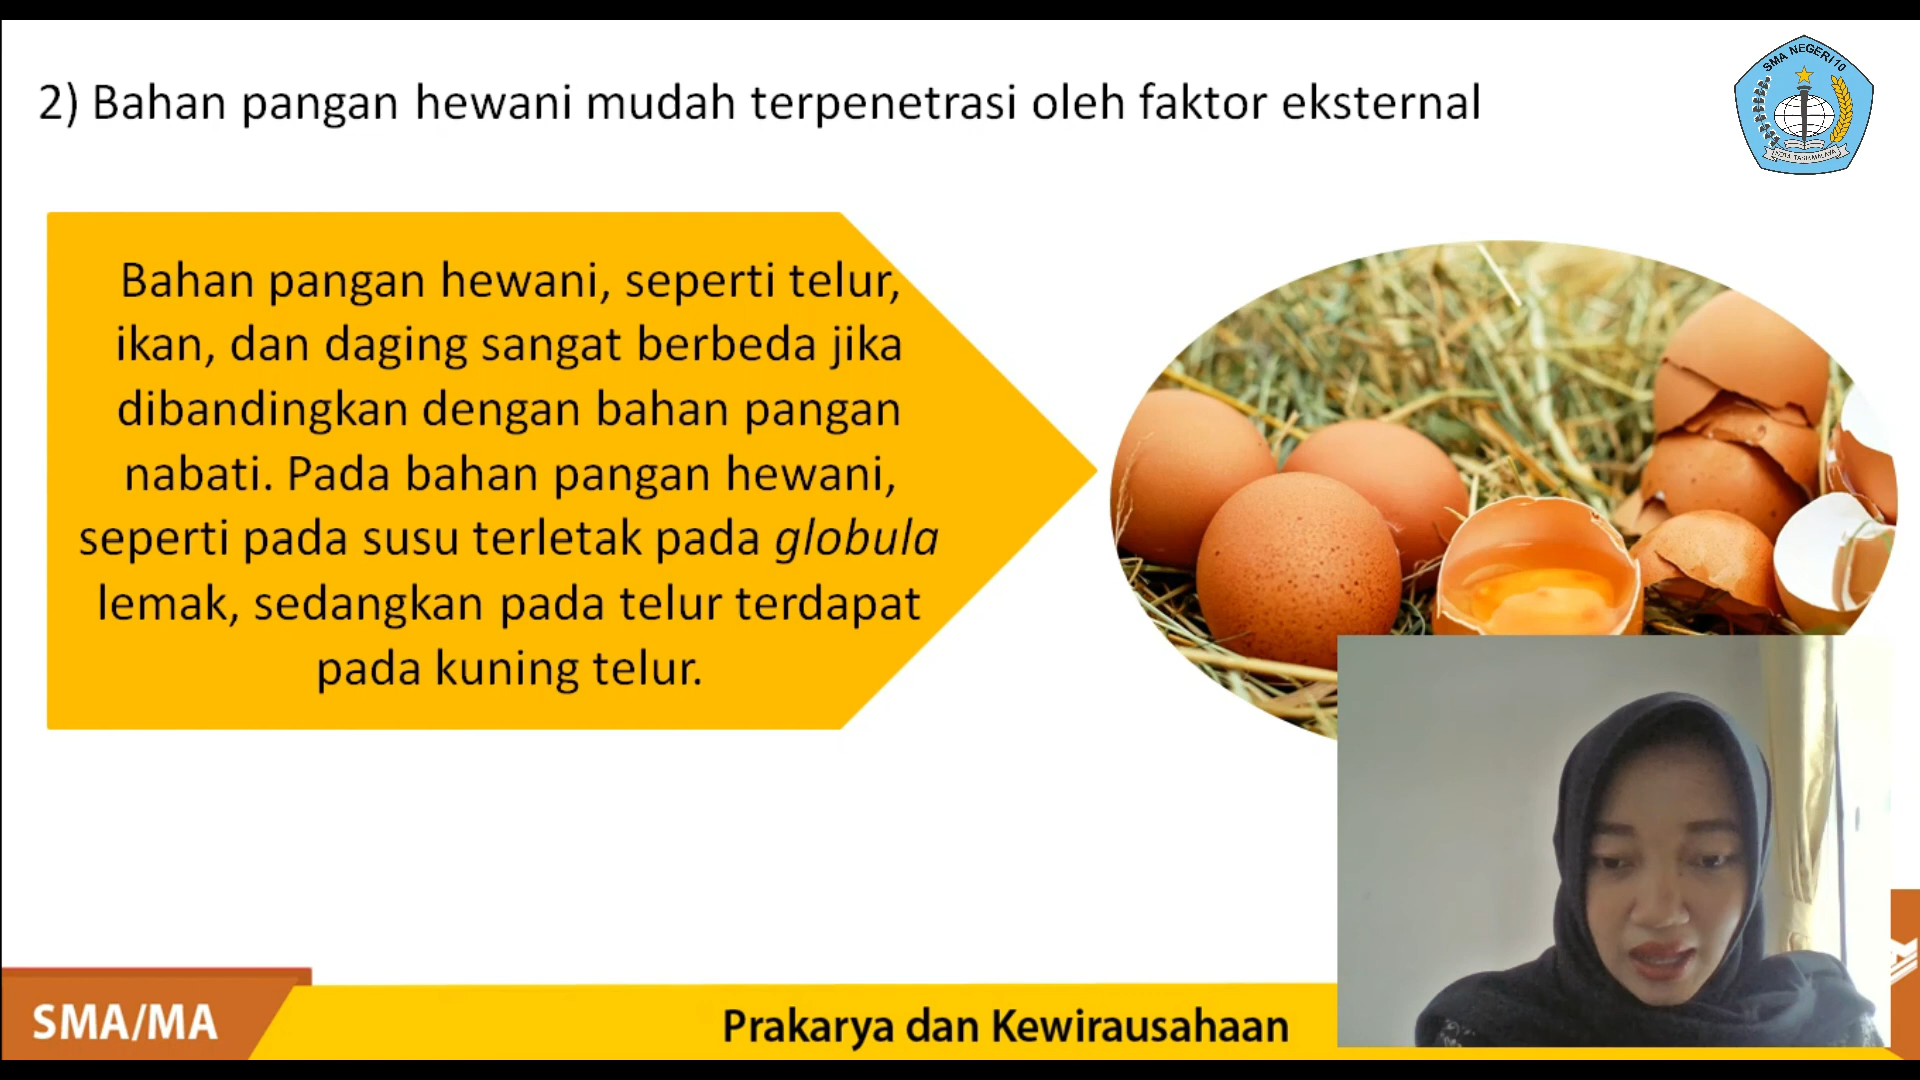 2) Bahan pangan hewani mudah terpenetrasi oleh faktor eksternal
SMA NEGERI 10
KOTA TASIKMALAYA
Bahan pangan hewani, seperti telur,
ikan, dan daging sangat berbeda jika
dibandingkan dengan bahan pangan
nabati. Pada bahan pangan hewani,
seperti pada susu terletak pada globula
lemak, sedangkan pada telur terdapat
pada kuning telur.
SMA/MA
Prakarya dan Kewirausahaan